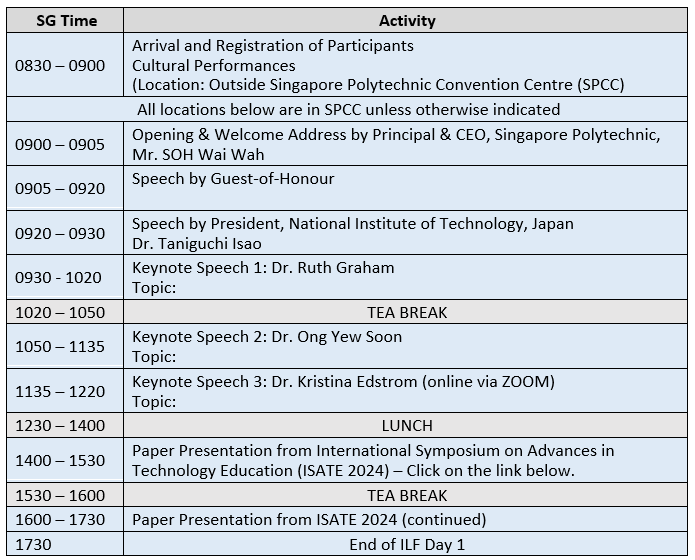 SG Time Activity
0830 – 0900 Arrival and Registration of Participants
Cultural Performances
(Location: Outside Singapore Polytechnic Convention Centre (SPCC)
All locations below are in SPCC unless otherwise indicated
0900 – 0905 Opening & Welcome Address by Principal & CEO, Singapore Polytechnic,
Mr. SOH Wai Wah
0905 – 0920 Speech by Guest-of-Honour
0920 – 0930 Speech by President, National Institute of Technology, Japan
Dr. Taniguchi Isao
0930 - 1020 Keynote Speech 1: Dr. Ruth Graham
Topic:
1020 – 1050 TEA BREAK
1050 – 1135 Keynote Speech 2: Dr. Ong Yew Soon
Topic:
1135 – 1220 Keynote Speech 3: Dr. Kristina Edstrom (online via ZOOM)
Topic:
1230 – 1400 LUNCH
1400 – 1530 Paper Presentation from International Symposium on Advances in
Technology Education (ISATE 2024) – Click on the link below.
1530 – 1600 TEA BREAK
1600 – 1730 Paper Presentation from ISATE 2024 (continued)
1730 End of ILF Day 1